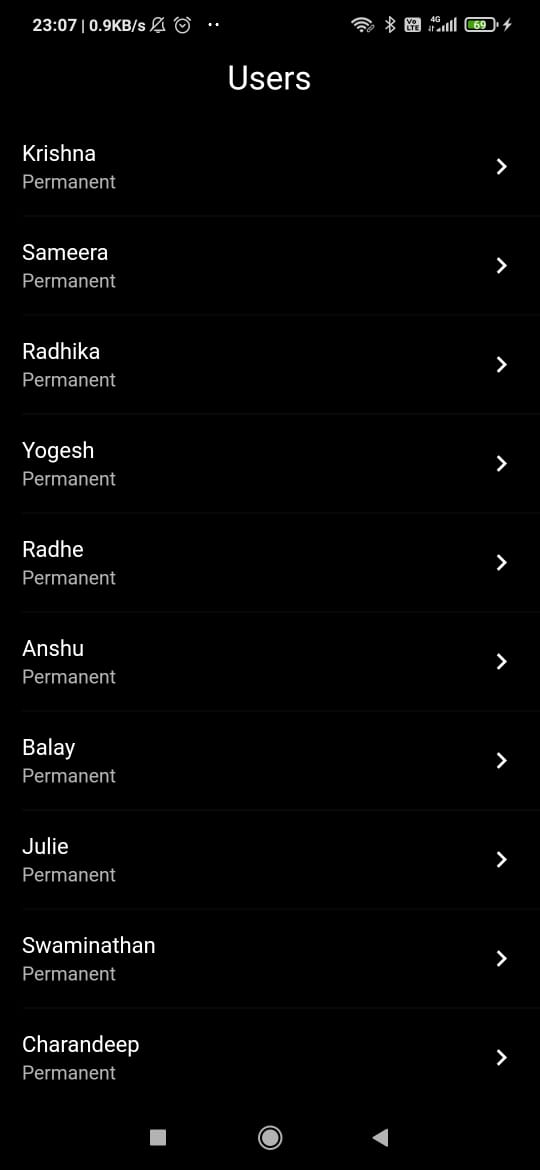 23:07 | 0.9KB/s
Vo LTE 4G 69
Users
Krishna
Permanent
Sameera
Permanent
Radhika
Permanent
Yogesh
Permanent
Radhe
Permanent
Anshu
Permanent
Balay
Permanent
Julie
Permanent
Swaminathan
Permanent
Charandeep
Permanent